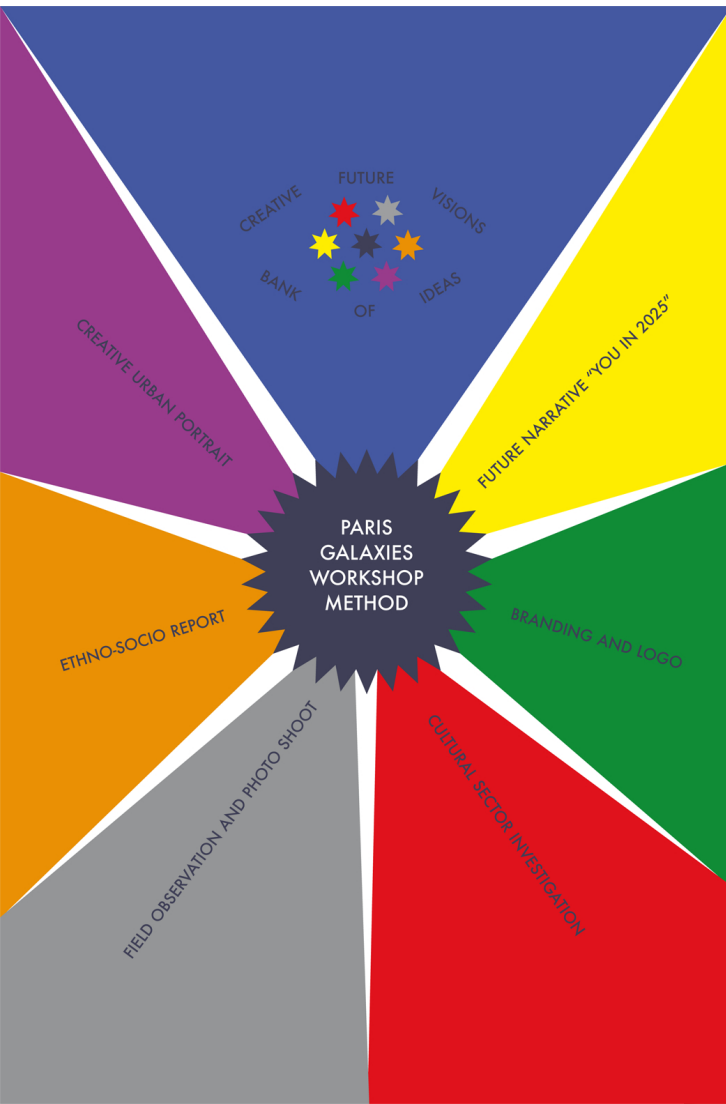 CREATIVE
FUTURE
VISIONS
BANK
OF
IDEAS
CREATIVE URBAN PORTRAIT
FUTURE NARRATIVE “YOU IN 2025”
PARIS
GALAXIES
WORKSHOP
METHOD
ETHNO-SOCIO REPORT
BRANDING AND LOGO
FIELD OBSERVATION AND PHOTO SHOOT
CULTURAL SECTOR INVESTIGATION